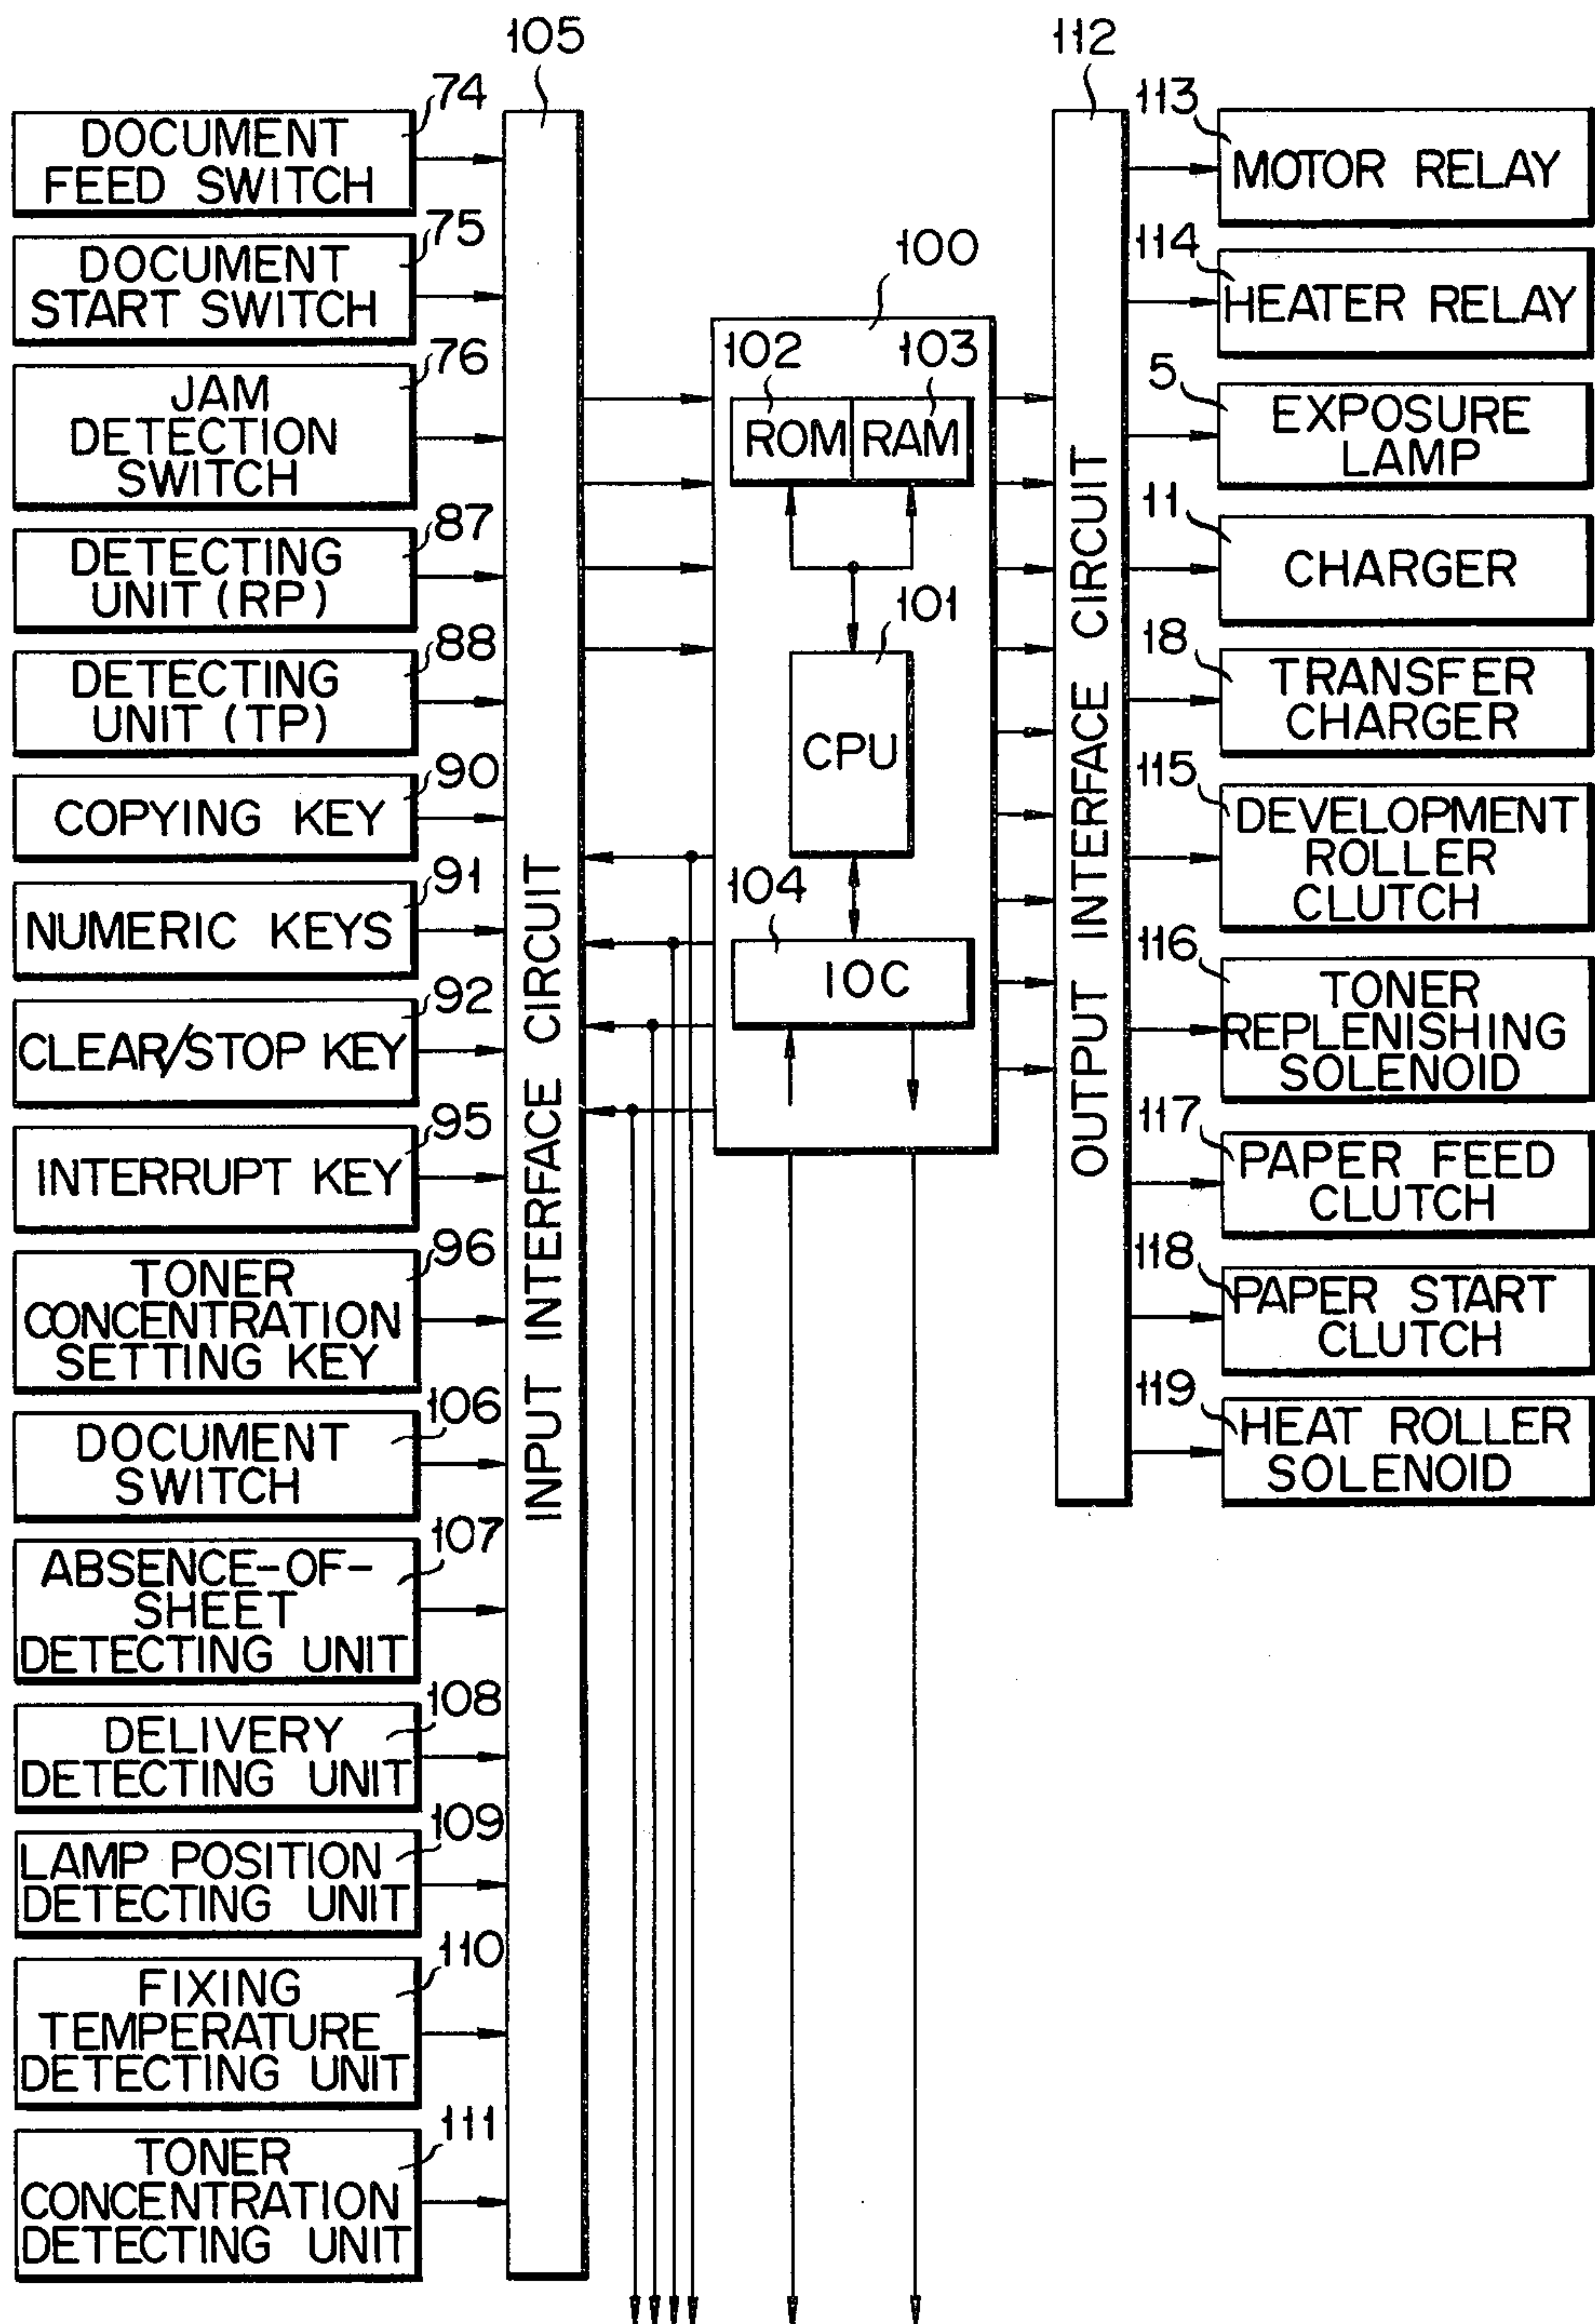 105
74
DOCUMENT
FEED SWITCH
75
DOCUMENT
START SWITCH
76
JAM
DETECTION
SWITCH
87
DETECTING
UNIT (RP)
88
DETECTING
UNIT (TP)
90
COPYING KEY
91
NUMERIC KEYS
92
CLEAR/STOP KEY
95
INTERRUPT KEY
96
TONER
CONCENTRATION
SETTING KEY
106
DOCUMENT
SWITCH
107
ABSENCE-OF-
SHEET
DETECTING UNIT
108
DELIVERY
DETECTING UNIT
109
LAMP POSITION
DETECTING UNIT
110
FIXING
TEMPERATURE
DETECTING UNIT
111
TONER
CONCENTRATION
DETECTING UNIT
INPUT INTERFACE CIRCUIT
100
102
103
ROM
RAM
101
CPU
104
IOC
112
OUTPUT INTERFACE CIRCUIT
113
MOTOR RELAY
114
HEATER RELAY
5
EXPOSURE
LAMP
11
CHARGER
18
TRANSFER
CHARGER
115
DEVELOPMENT
ROLLER
CLUTCH
116
TONER
REPLENISHING
SOLENOID
117
PAPER FEED
CLUTCH
118
PAPER START
CLUTCH
119
HEAT ROLLER
SOLENOID